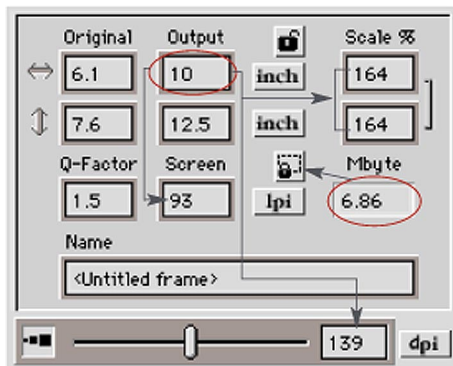 Original Output Scale %
6.1 10 inch 164
7.6 12.5 inch 164
Q-Factor Screen Mbyte
1.5 93 lpi 6.86
Name
<Untitled frame>
139 dpi